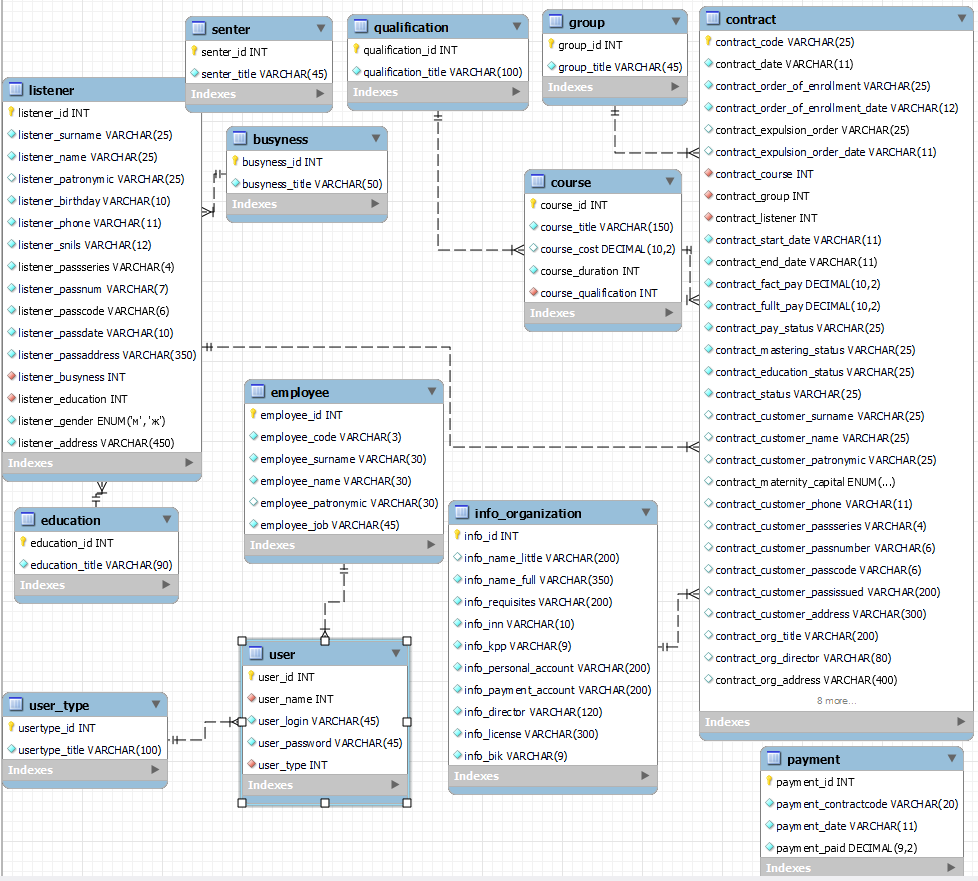 senter
senter_id INT
senter_title VARCHAR(45)
Indexes
qualification
qualification_id INT
qualification_title VARCHAR(100)
Indexes
group
group_id INT
group_title VARCHAR(45)
Indexes
contract
contract_code VARCHAR(25)
contract_date VARCHAR(11)
contract_order_of_enrollment VARCHAR(25)
contract_order_of_enrollment_date VARCHAR(12)
contract_expulsion_order VARCHAR(25)
contract_expulsion_order_date VARCHAR(11)
contract_course INT
contract_group INT
contract_listener INT
contract_start_date VARCHAR(11)
contract_end_date VARCHAR(11)
contract_fact_pay DECIMAL(10,2)
contract_fullt_pay DECIMAL(10,2)
contract_pay_status VARCHAR(25)
contract_mastering_status VARCHAR(25)
contract_education_status VARCHAR(25)
contract_status VARCHAR(25)
contract_customer_surname VARCHAR(25)
contract_customer_name VARCHAR(25)
contract_customer_patronymic VARCHAR(25)
contract_maternity_capital ENUM(...)
contract_customer_phone VARCHAR(11)
contract_customer_passseries VARCHAR(4)
contract_customer_passnumber VARCHAR(6)
contract_customer_passcode VARCHAR(6)
contract_customer_passissued VARCHAR(200)
contract_customer_address VARCHAR(300)
contract_org_title VARCHAR(200)
contract_org_director VARCHAR(80)
contract_org_address VARCHAR(400)
8 more...
Indexes
listener
listener_id INT
listener_surname VARCHAR(25)
listener_name VARCHAR(25)
listener_patronymic VARCHAR(25)
listener_birthday VARCHAR(10)
listener_phone VARCHAR(11)
listener_snils VARCHAR(12)
listener_passseries VARCHAR(4)
listener_passnum VARCHAR(7)
listener_passcode VARCHAR(6)
listener_passdate VARCHAR(10)
listener_passaddress VARCHAR(350)
listener_busyness INT
listener_education INT
listener_gender ENUM('м', 'ж')
listener_address VARCHAR(450)
Indexes
busyness
busyness_id INT
busyness_title VARCHAR(50)
Indexes
course
course_id INT
course_title VARCHAR(150)
course_cost DECIMAL(10,2)
course_duration INT
course_qualification INT
Indexes
employee
employee_id INT
employee_code VARCHAR(3)
employee_surname VARCHAR(30)
employee_name VARCHAR(30)
employee_patronymic VARCHAR(30)
employee_job VARCHAR(45)
Indexes
education
education_id INT
education_title VARCHAR(90)
Indexes
info_organization
info_id INT
info_name_little VARCHAR(200)
info_name_full VARCHAR(350)
info_requisites VARCHAR(200)
info_inn VARCHAR(10)
info_kpp VARCHAR(9)
info_personal_account VARCHAR(200)
info_payment_account VARCHAR(200)
info_director VARCHAR(120)
info_license VARCHAR(300)
info_bik VARCHAR(9)
Indexes
user
user_id INT
user_name INT
user_login VARCHAR(45)
user_password VARCHAR(45)
user_type INT
Indexes
user_type
usertype_id INT
usertype_title VARCHAR(100)
Indexes
payment
payment_id INT
payment_contractcode VARCHAR(20)
payment_date VARCHAR(11)
payment_paid DECIMAL(9,2)
Indexes